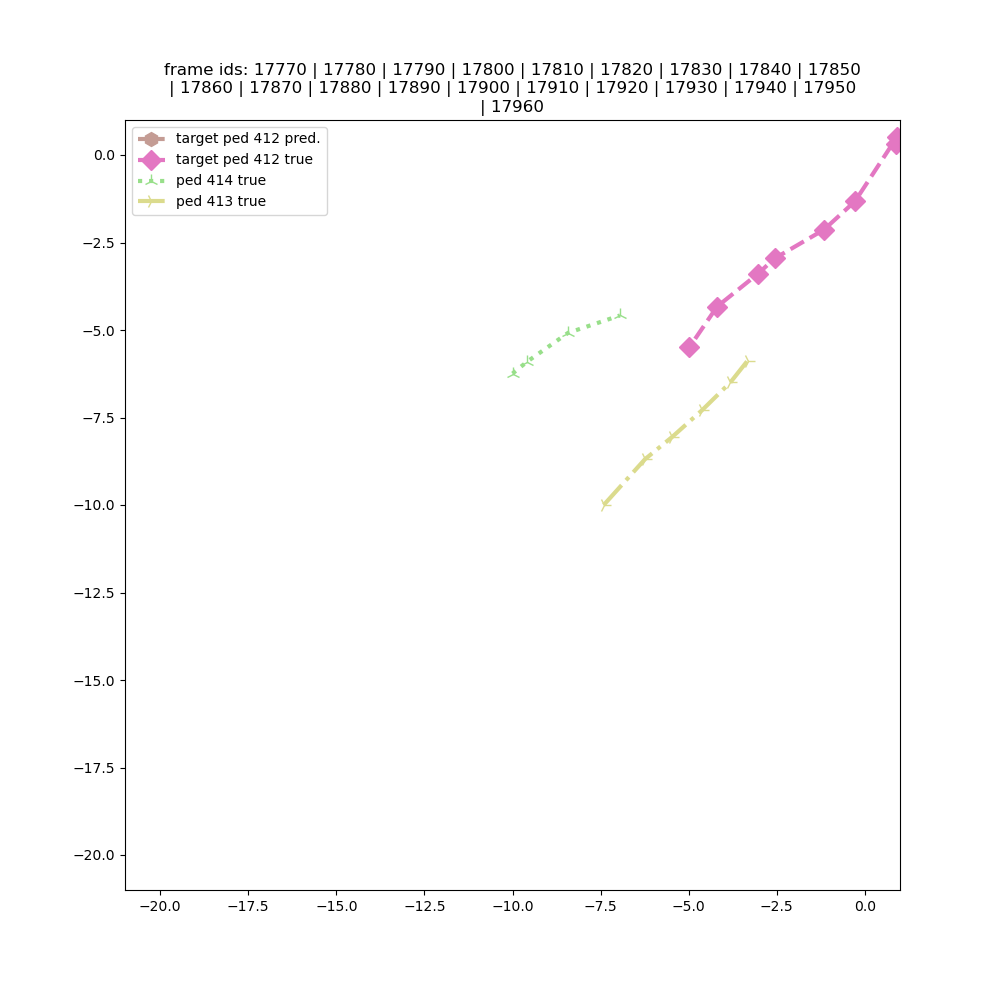 frame ids: 17770 | 17780 | 17790 | 17800 | 17810 | 17820 | 17830 | 17840 | 17850
| 17860 | 17870 | 17880 | 17890 | 17900 | 17910 | 17920 | 17930 | 17940 | 17950
| 17960
target ped 412 pred.
target ped 412 true
ped 414 true
ped 413 true
0.0
−2.5
−5.0
−7.5
−10.0
−12.5
−15.0
−17.5
−20.0
−20.0 −17.5 −15.0 −12.5 −10.0 −7.5 −5.0 −2.5 0.0